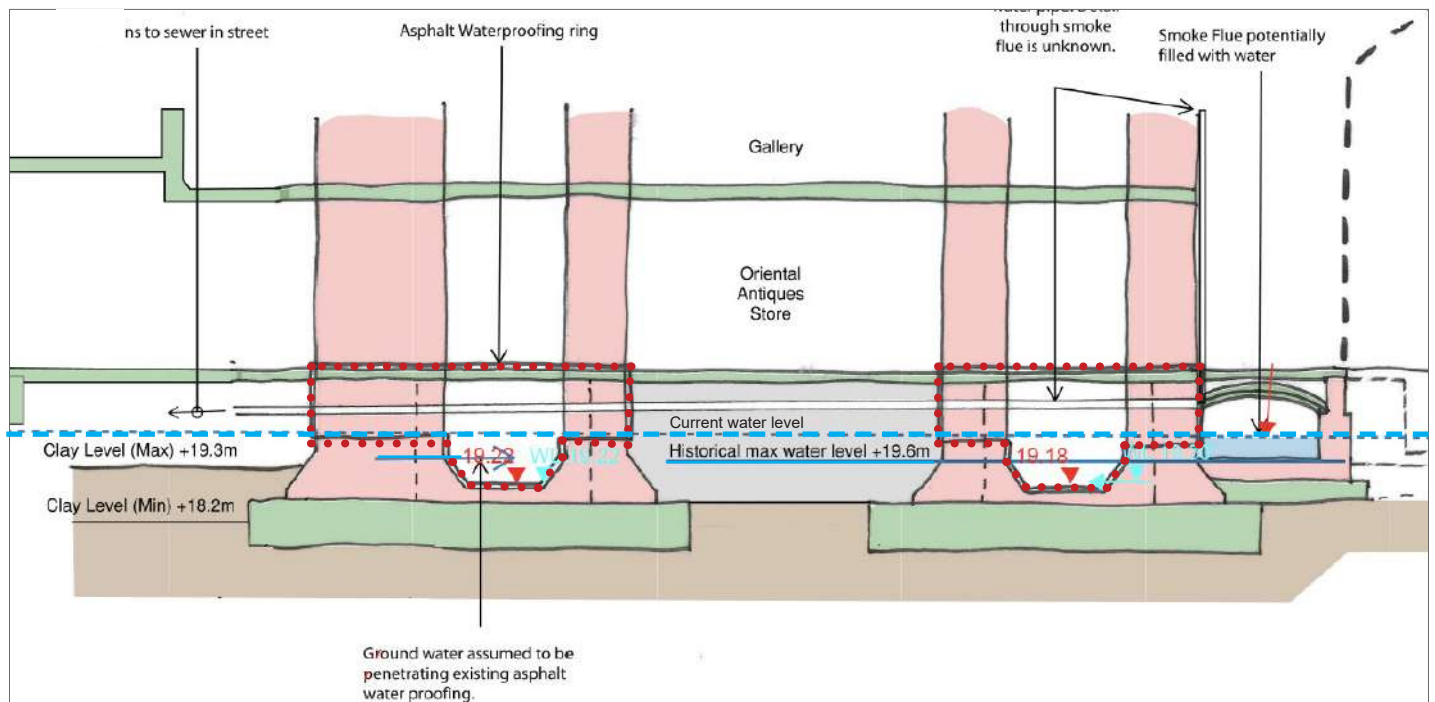 ns to sewer in street
Asphalt Waterproofing ring
through smoke
flue is unknown.
Smoke Flue potentially
filled with water
Gallery
Oriental
Antiques
Store
Current water level
Clay Level (Max) +19.3m
Historical max water level +19.6m
19.18
Clay Level (Min) +18.2m
Ground water assumed to be
penetrating existing asphalt
water proofing.